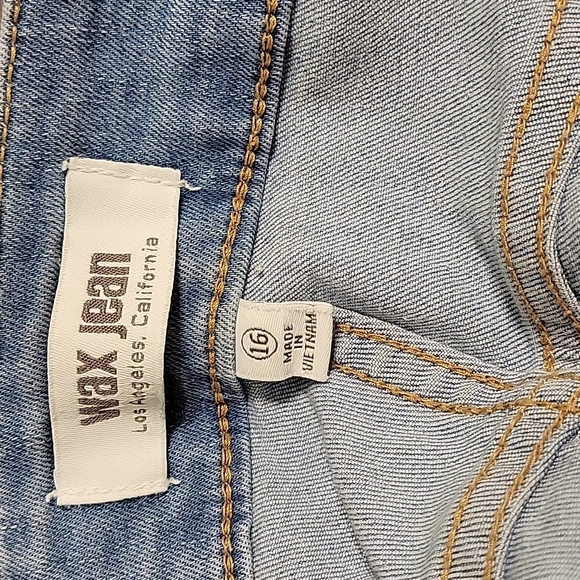 wax jean
Los Angeles, California
16
MADE
IN
VIETNAM